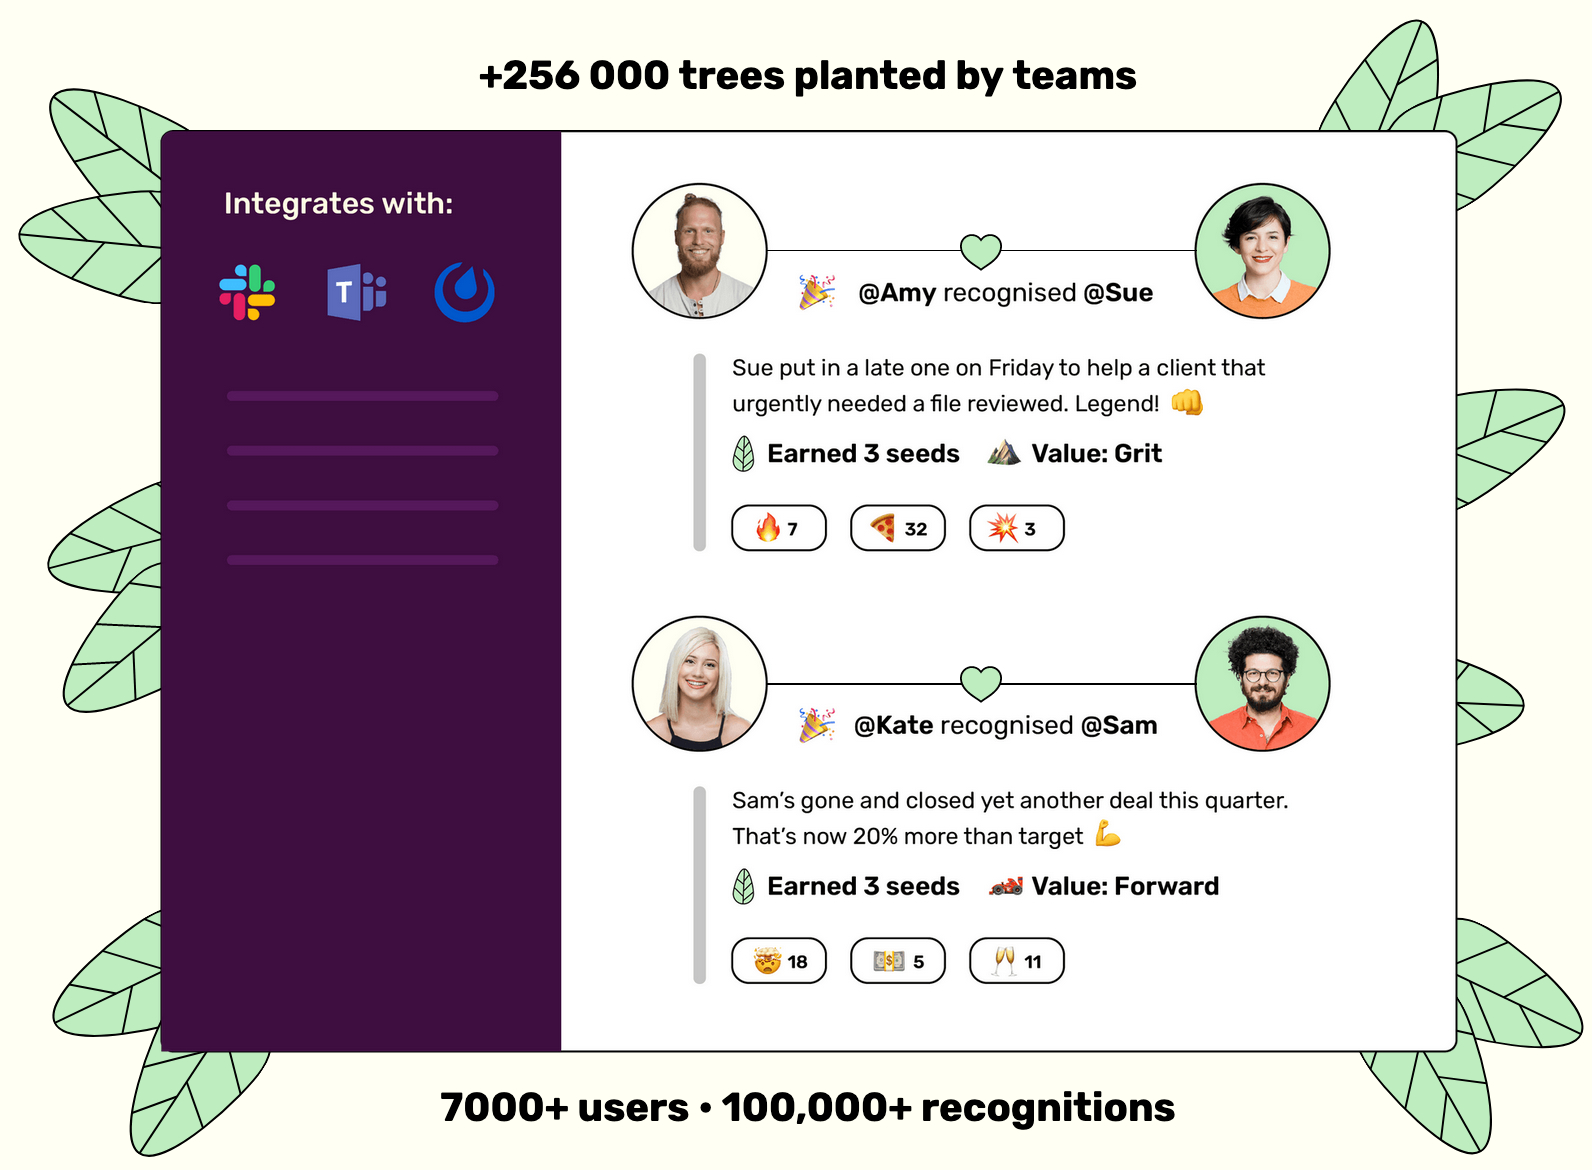 +256 000 trees planted by teams
Integrates with:
T
@Amy recognised @Sue
Sue put in a late one on Friday to help a client that
urgently needed a file reviewed. Legend! 👊
Earned 3 seeds ⛰️ Value: Grit
🔥 7 🍕 32 💥 3
@Kate recognised @Sam
Sam’s gone and closed yet another deal this quarter.
That’s now 20% more than target 💪
Earned 3 seeds 🏎️ Value: Forward
🤯 18 💵 5 🥂 11
7000+ users • 100,000+ recognitions